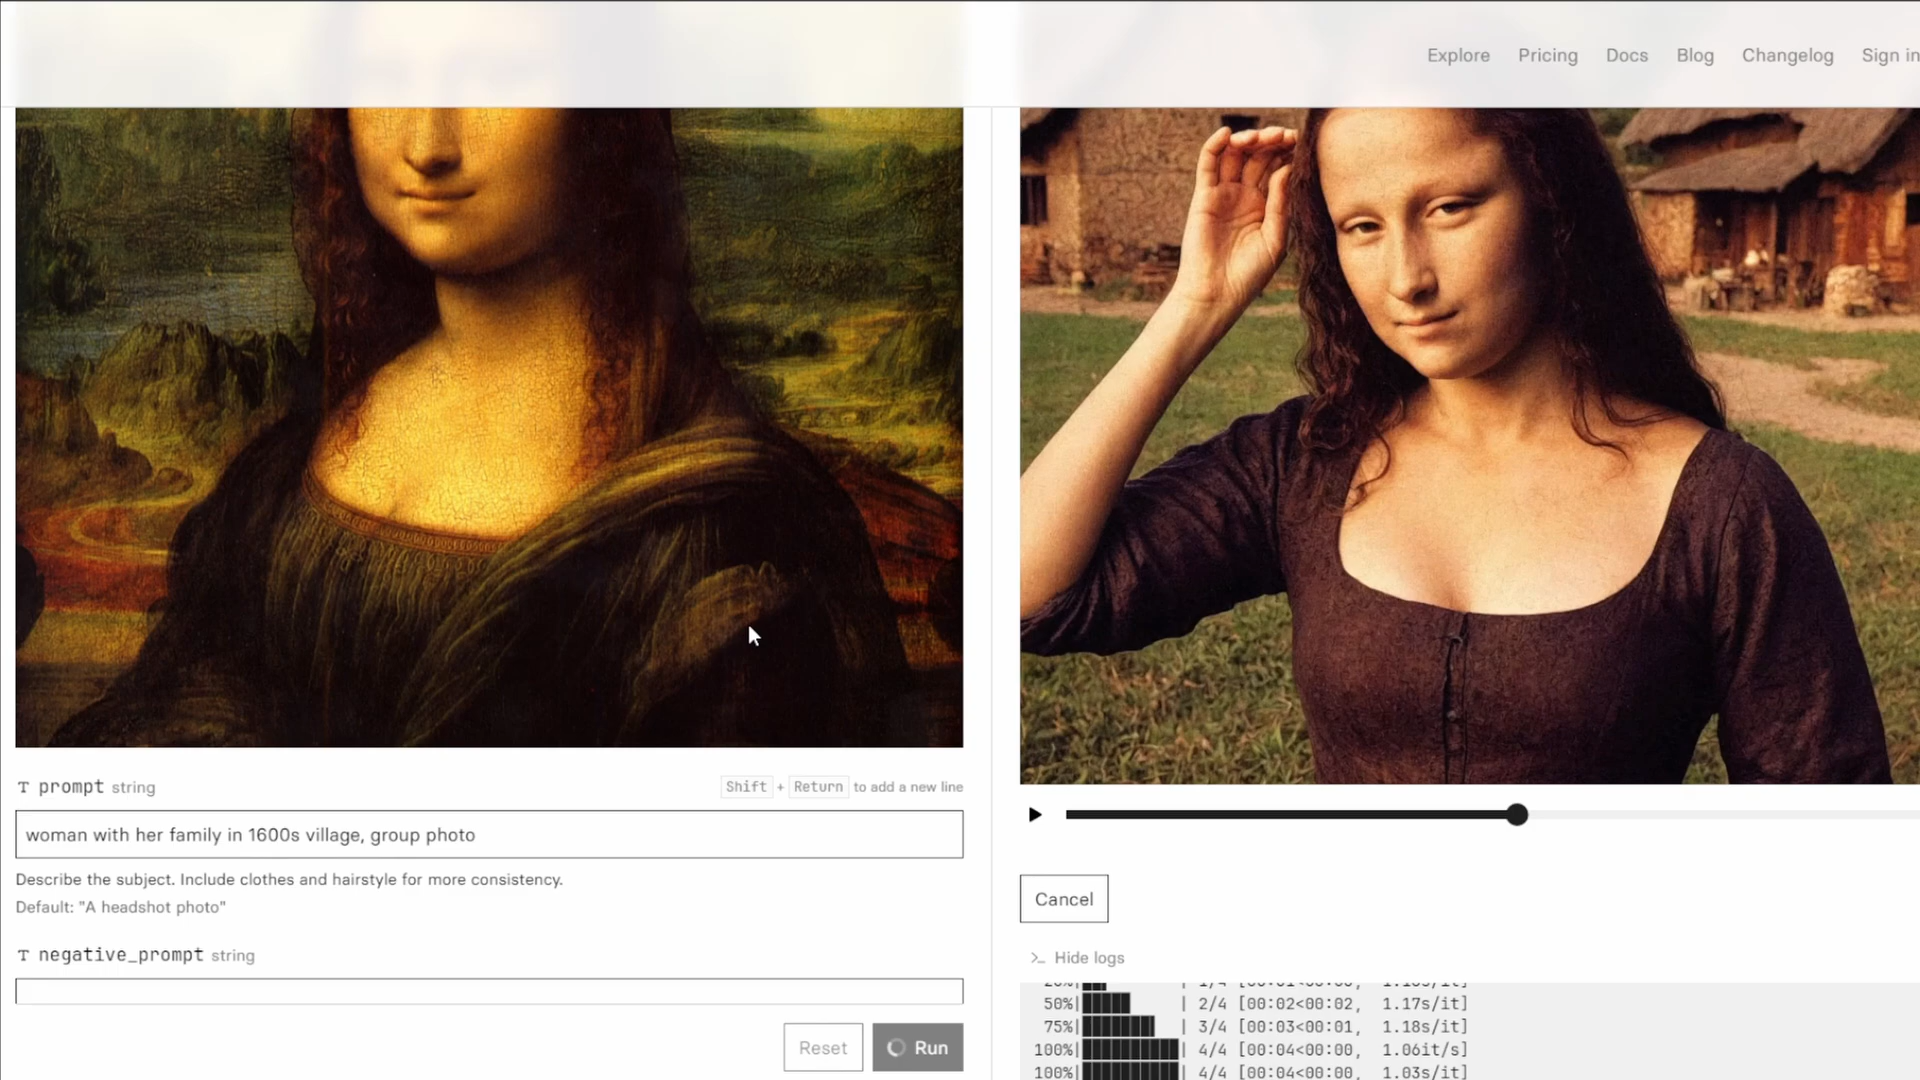 Explore Pricing Docs Blog Changelog Sign in
T prompt string
Shift + Return to add a new line
woman with her family in 1600s village, group photo
Describe the subject. Include clothes and hairstyle for more consistency.
Default: "A headshot photo"
T negative_prompt string
Reset Run
Cancel
>_ Hide logs
50%| | 2/4 [00:02<00:02, 1.17s/it]
75%| | 3/4 [00:03<00:01, 1.18s/it]
100%| | 4/4 [00:04<00:00, 1.06it/s]
100%| | 4/4 [00:04<00:00, 1.03s/it]